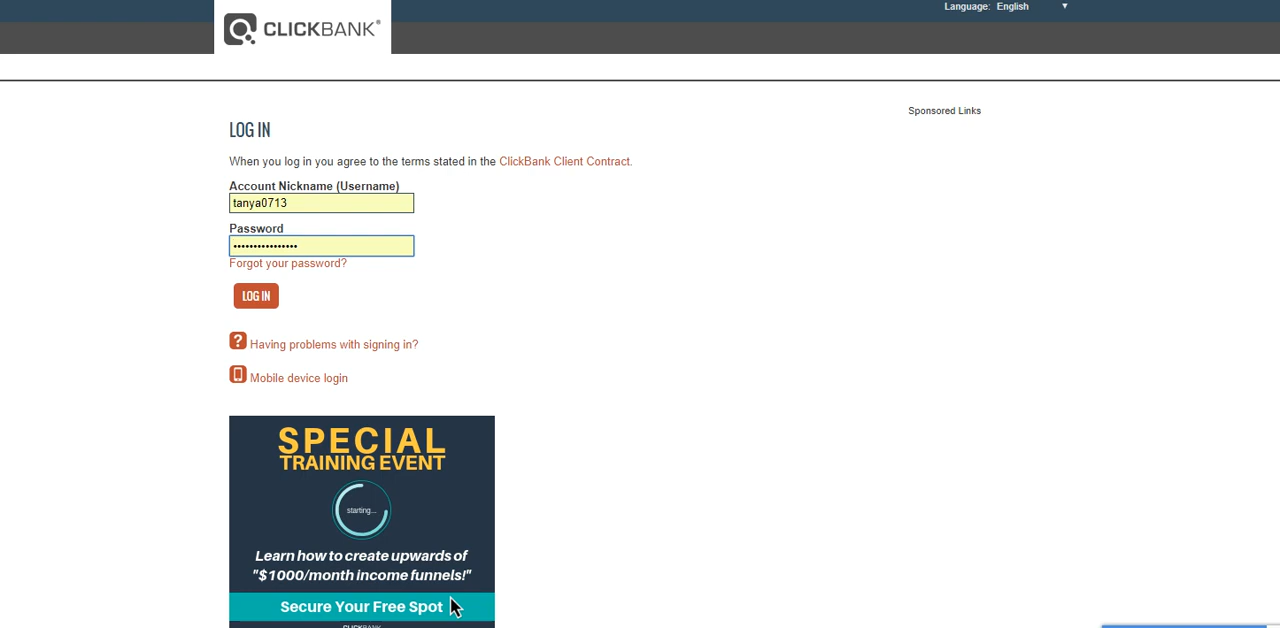 Language: English ▼
CLICKBANK®
Sponsored Links
LOG IN
When you log in you agree to the terms stated in the ClickBank Client Contract.
Account Nickname (Username)
tanya0713
Password
••••••••••••••••
Forgot your password?
LOG IN
? Having problems with signing in?
Mobile device login
SPECIAL
TRAINING EVENT
starting...
Learn how to create upwards of
"$1000/month income funnels!"
Secure Your Free Spot
CLICKBANK